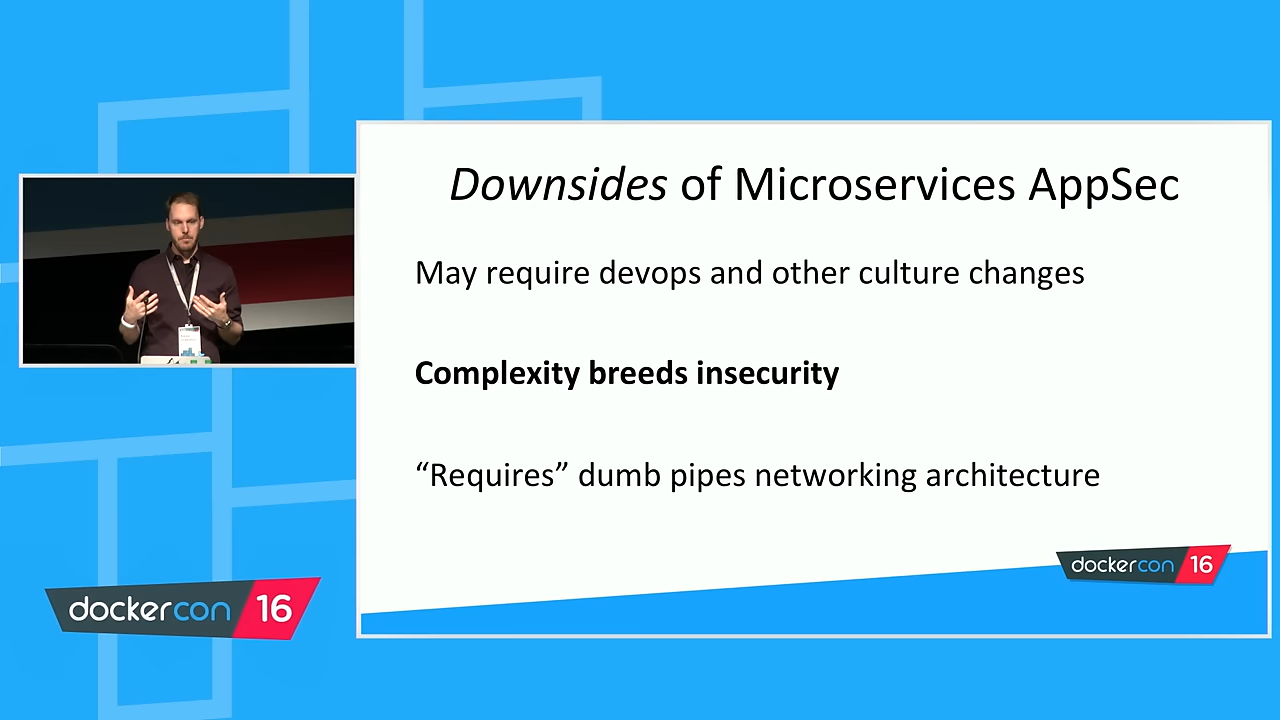 Downsides of Microservices AppSec
May require devops and other culture changes
Complexity breeds insecurity
“Requires” dumb pipes networking architecture
dockercon 16
dockercon 16